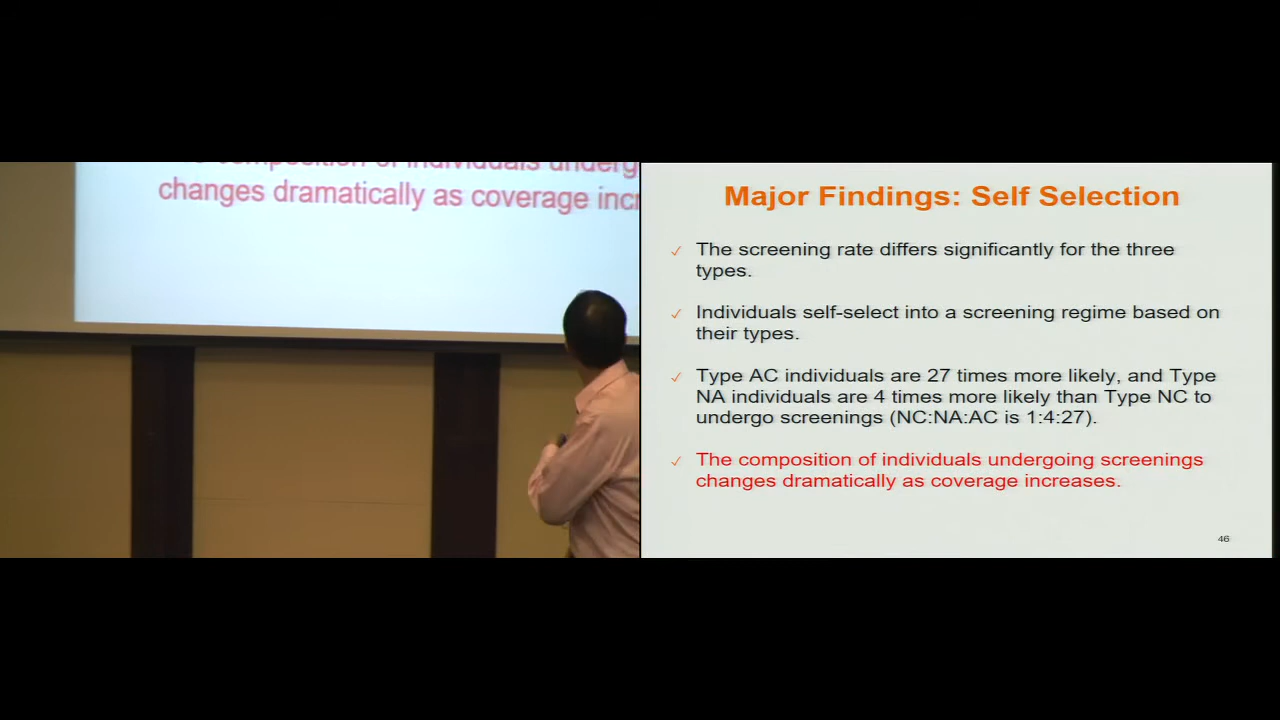 composition of individuals
changes dramatically as coverage
Major Findings: Self Selection
✓ The screening rate differs significantly for the three
types.
✓ Individuals self-select into a screening regime based on
their types.
✓ Type AC individuals are 27 times more likely, and Type
NA individuals are 4 times more likely than Type NC to
undergo screenings (NC:NA:AC is 1:4:27).
✓ The composition of individuals undergoing screenings
changes dramatically as coverage increases.
46